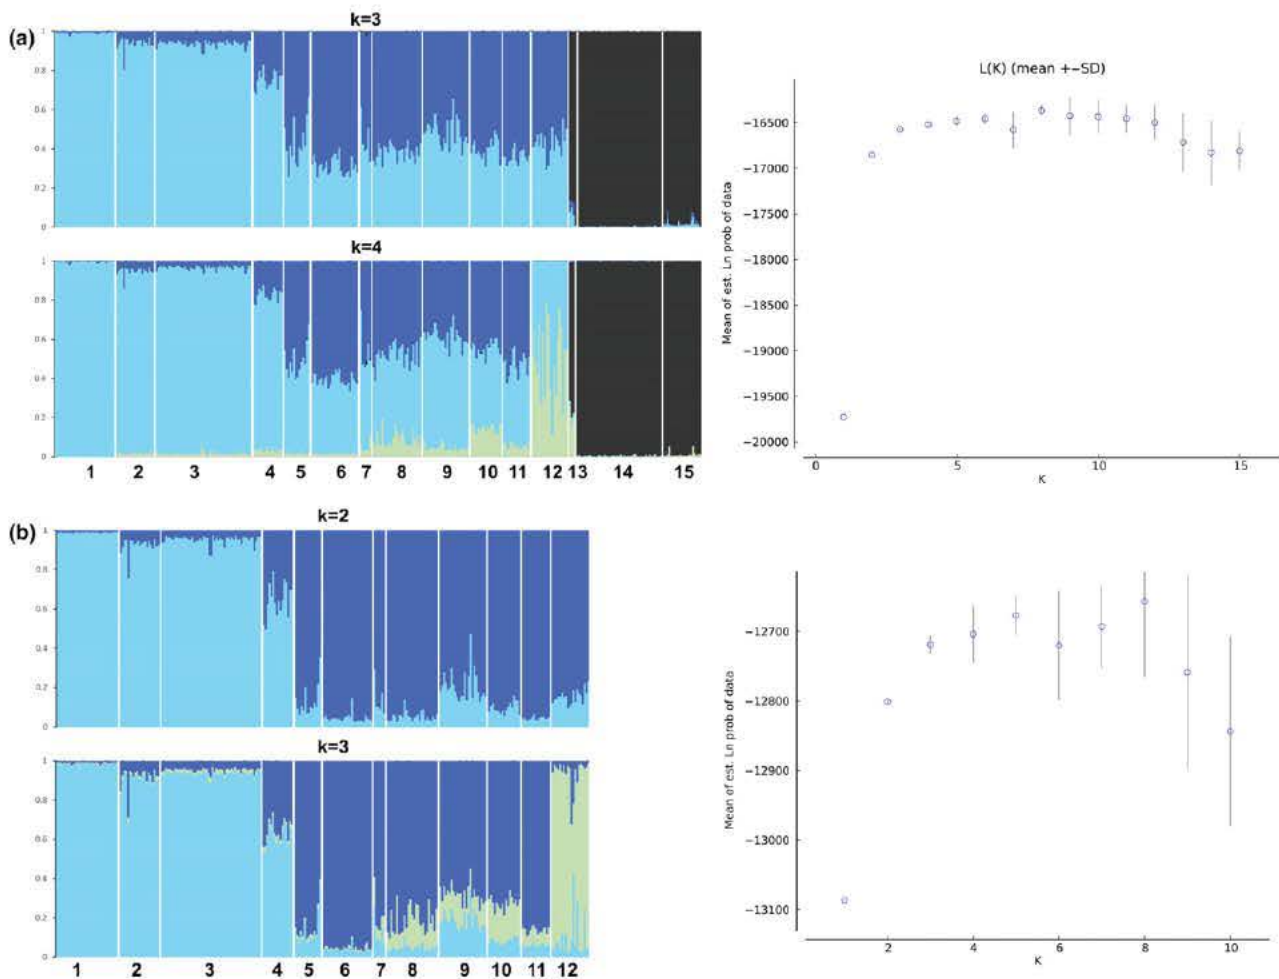 (a)
k=3
1
0.8
0.6
0.4
0.2
0
k=4
1
0.8
0.6
0.4
0.2
0
1 2 3 4 5 6 7 8 9 10 11 12 13 14 15
L(K) (mean +−SD)
Mean of est. Ln prob of data
−16500
−17000
−17500
−18000
−18500
−19000
−19500
−20000
0 5 10 15
K
(b)
k=2
1
0.8
0.6
0.4
0.2
0
k=3
1
0.8
0.6
0.4
0.2
0
1 2 3 4 5 6 7 8 9 10 11 12
Mean of est. Ln prob of data
−12700
−12800
−12900
−13000
−13100
2 4 6 8 10
K